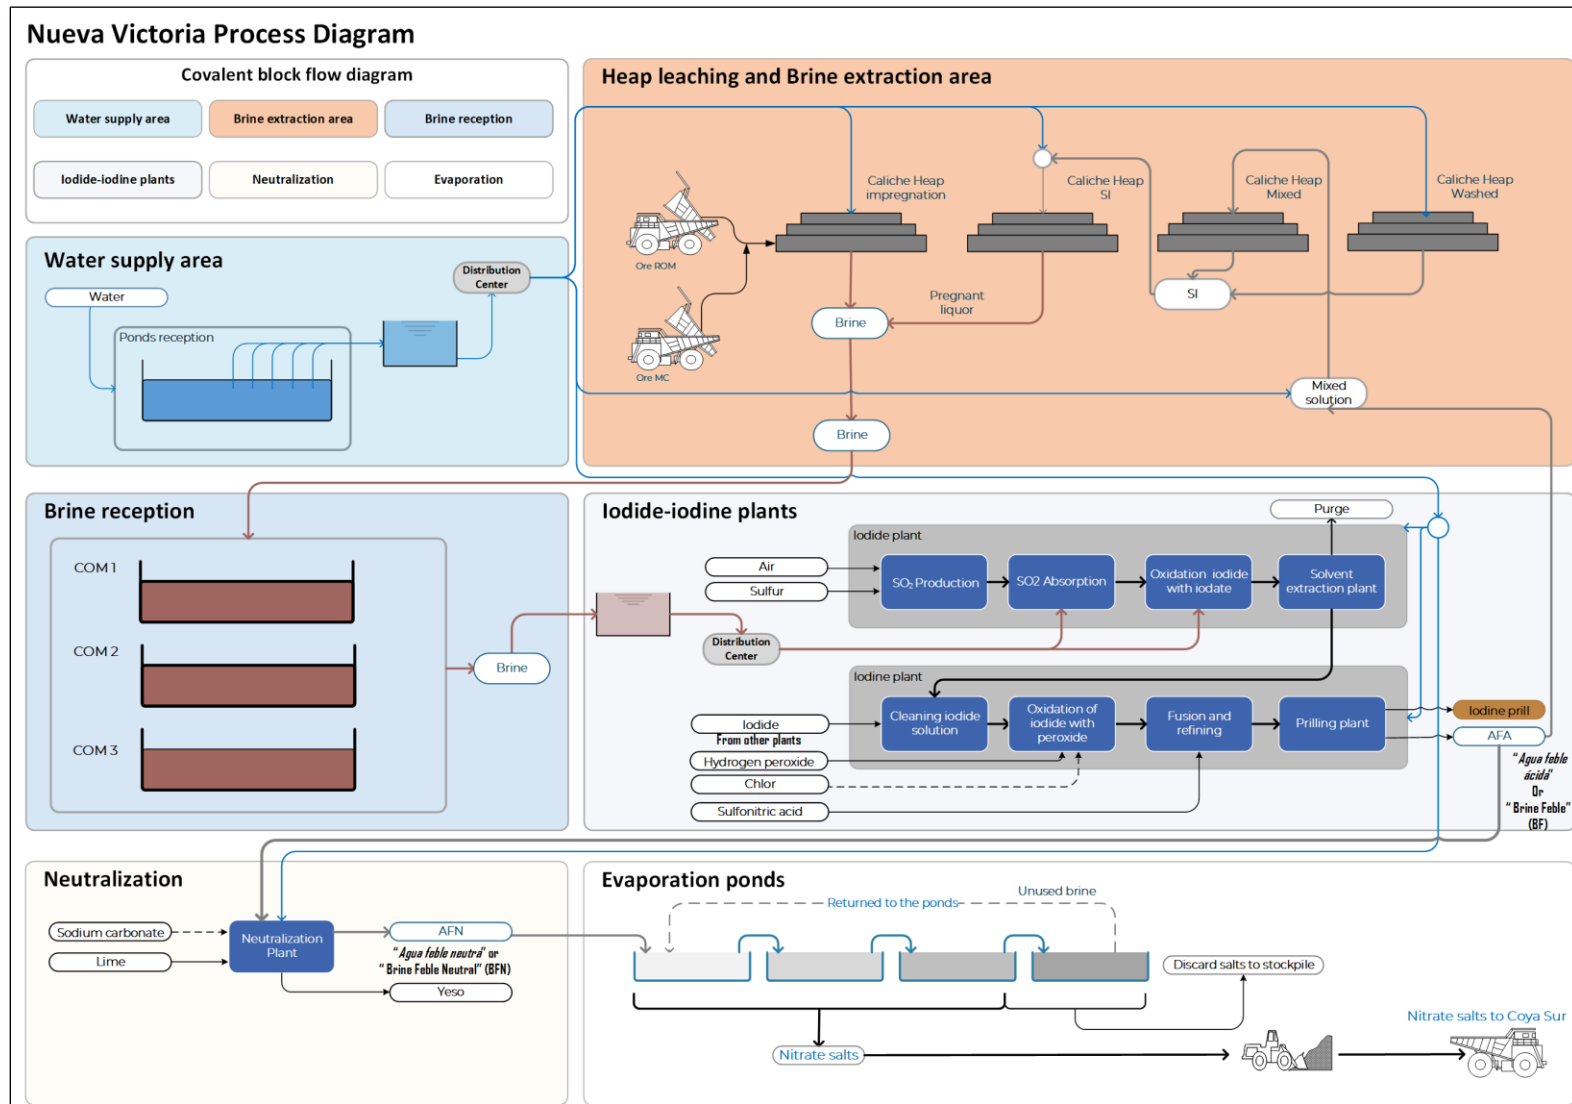 Nueva Victoria Process Diagram
Covalent block flow diagram
Water supply area
Brine extraction area
Brine reception
Iodide-iodine plants
Neutralization
Evaporation
Water supply area
Water
Ponds reception
Distribution
Center
Heap leaching and Brine extraction area
Ore ROM
Ore MC
Caliche Heap
impregnation
Caliche Heap
SI
Caliche Heap
Mixed
Caliche Heap
Washed
Brine
Pregnant
liquor
SI
Mixed
solution
Brine
Brine reception
COM 1
COM 2
COM 3
Brine
Iodide-iodine plants
Purge
Iodide plant
Air
Sulfur
SO₂ Production
SO2 Absorption
Oxidation iodide
with iodate
Solvent
extraction plant
Distribution
Center
Iodine plant
Iodide
From other plants
Hydrogen peroxide
Chlor
Sulfonitric acid
Cleaning iodide
solution
Oxidation of
iodide with
peroxide
Fusion and
refining
Prilling plant
Iodine prill
AFA
“Agua feble
ácida”
Or
“Brine Feble”
(BF)
Neutralization
Sodium carbonate
Lime
Neutralization
Plant
AFN
“Agua feble neutra” or
“Brine Feble Neutral” (BFN)
Yeso
Evaporation ponds
Unused brine
Returned to the ponds
Discard salts to stockpile
Nitrate salts
Nitrate salts to Coya Sur